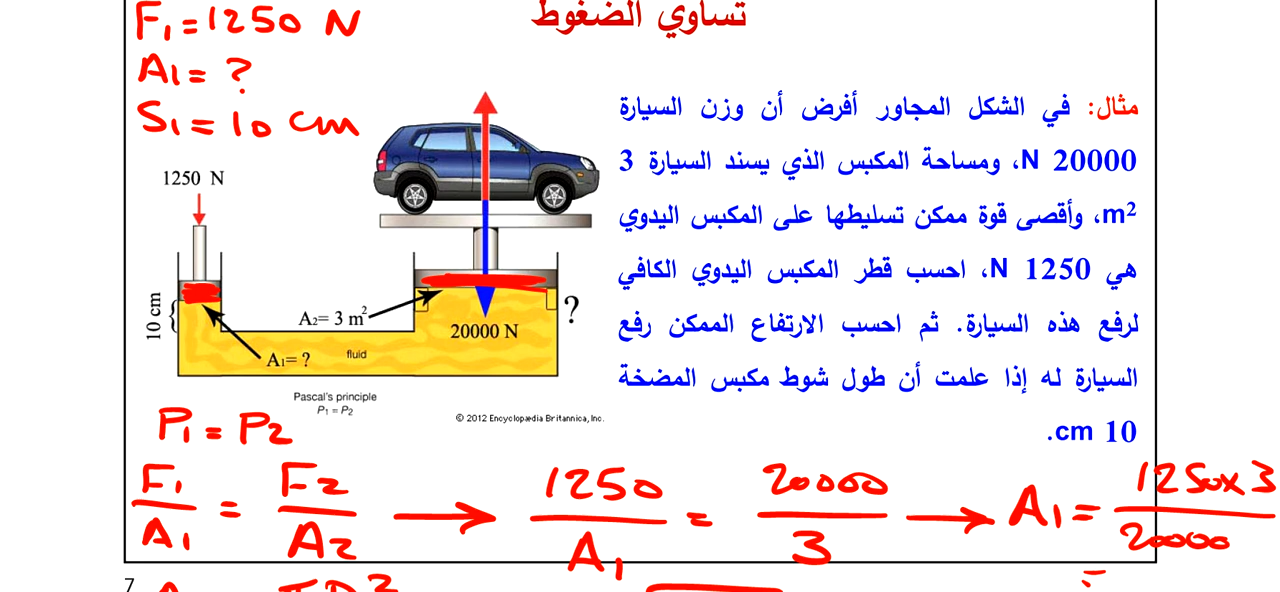 تساوي الضغوط
F₁ = 1250 N
A₁ = ?
S₁ = 10 cm
مثال: في الشكل المجاور أفرض أن وزن السيارة
20000 N، ومساحة المكبس الذي يسند السيارة 3
m²، وأقصى قوة ممكن تسليطها على المكبس اليدوي
هي 1250 N، احسب قطر المكبس اليدوي الكافي
لرفع هذه السيارة. ثم احسب الارتفاع الممكن رفع
السيارة له إذا علمت أن طول شوط مكبس المضخة
10 cm.
1250 N
10 cm
A₂= 3 m²
?
20000 N
A₁= ?
fluid
Pascal's principle
P₁ = P₂
© 2012 Encyclopædia Britannica, Inc.
P₁ = P₂
F₁/A₁ = F₂/A₂ → 1250/A₁ = 20000/3 → A₁ = 1250x3/20000
=
7